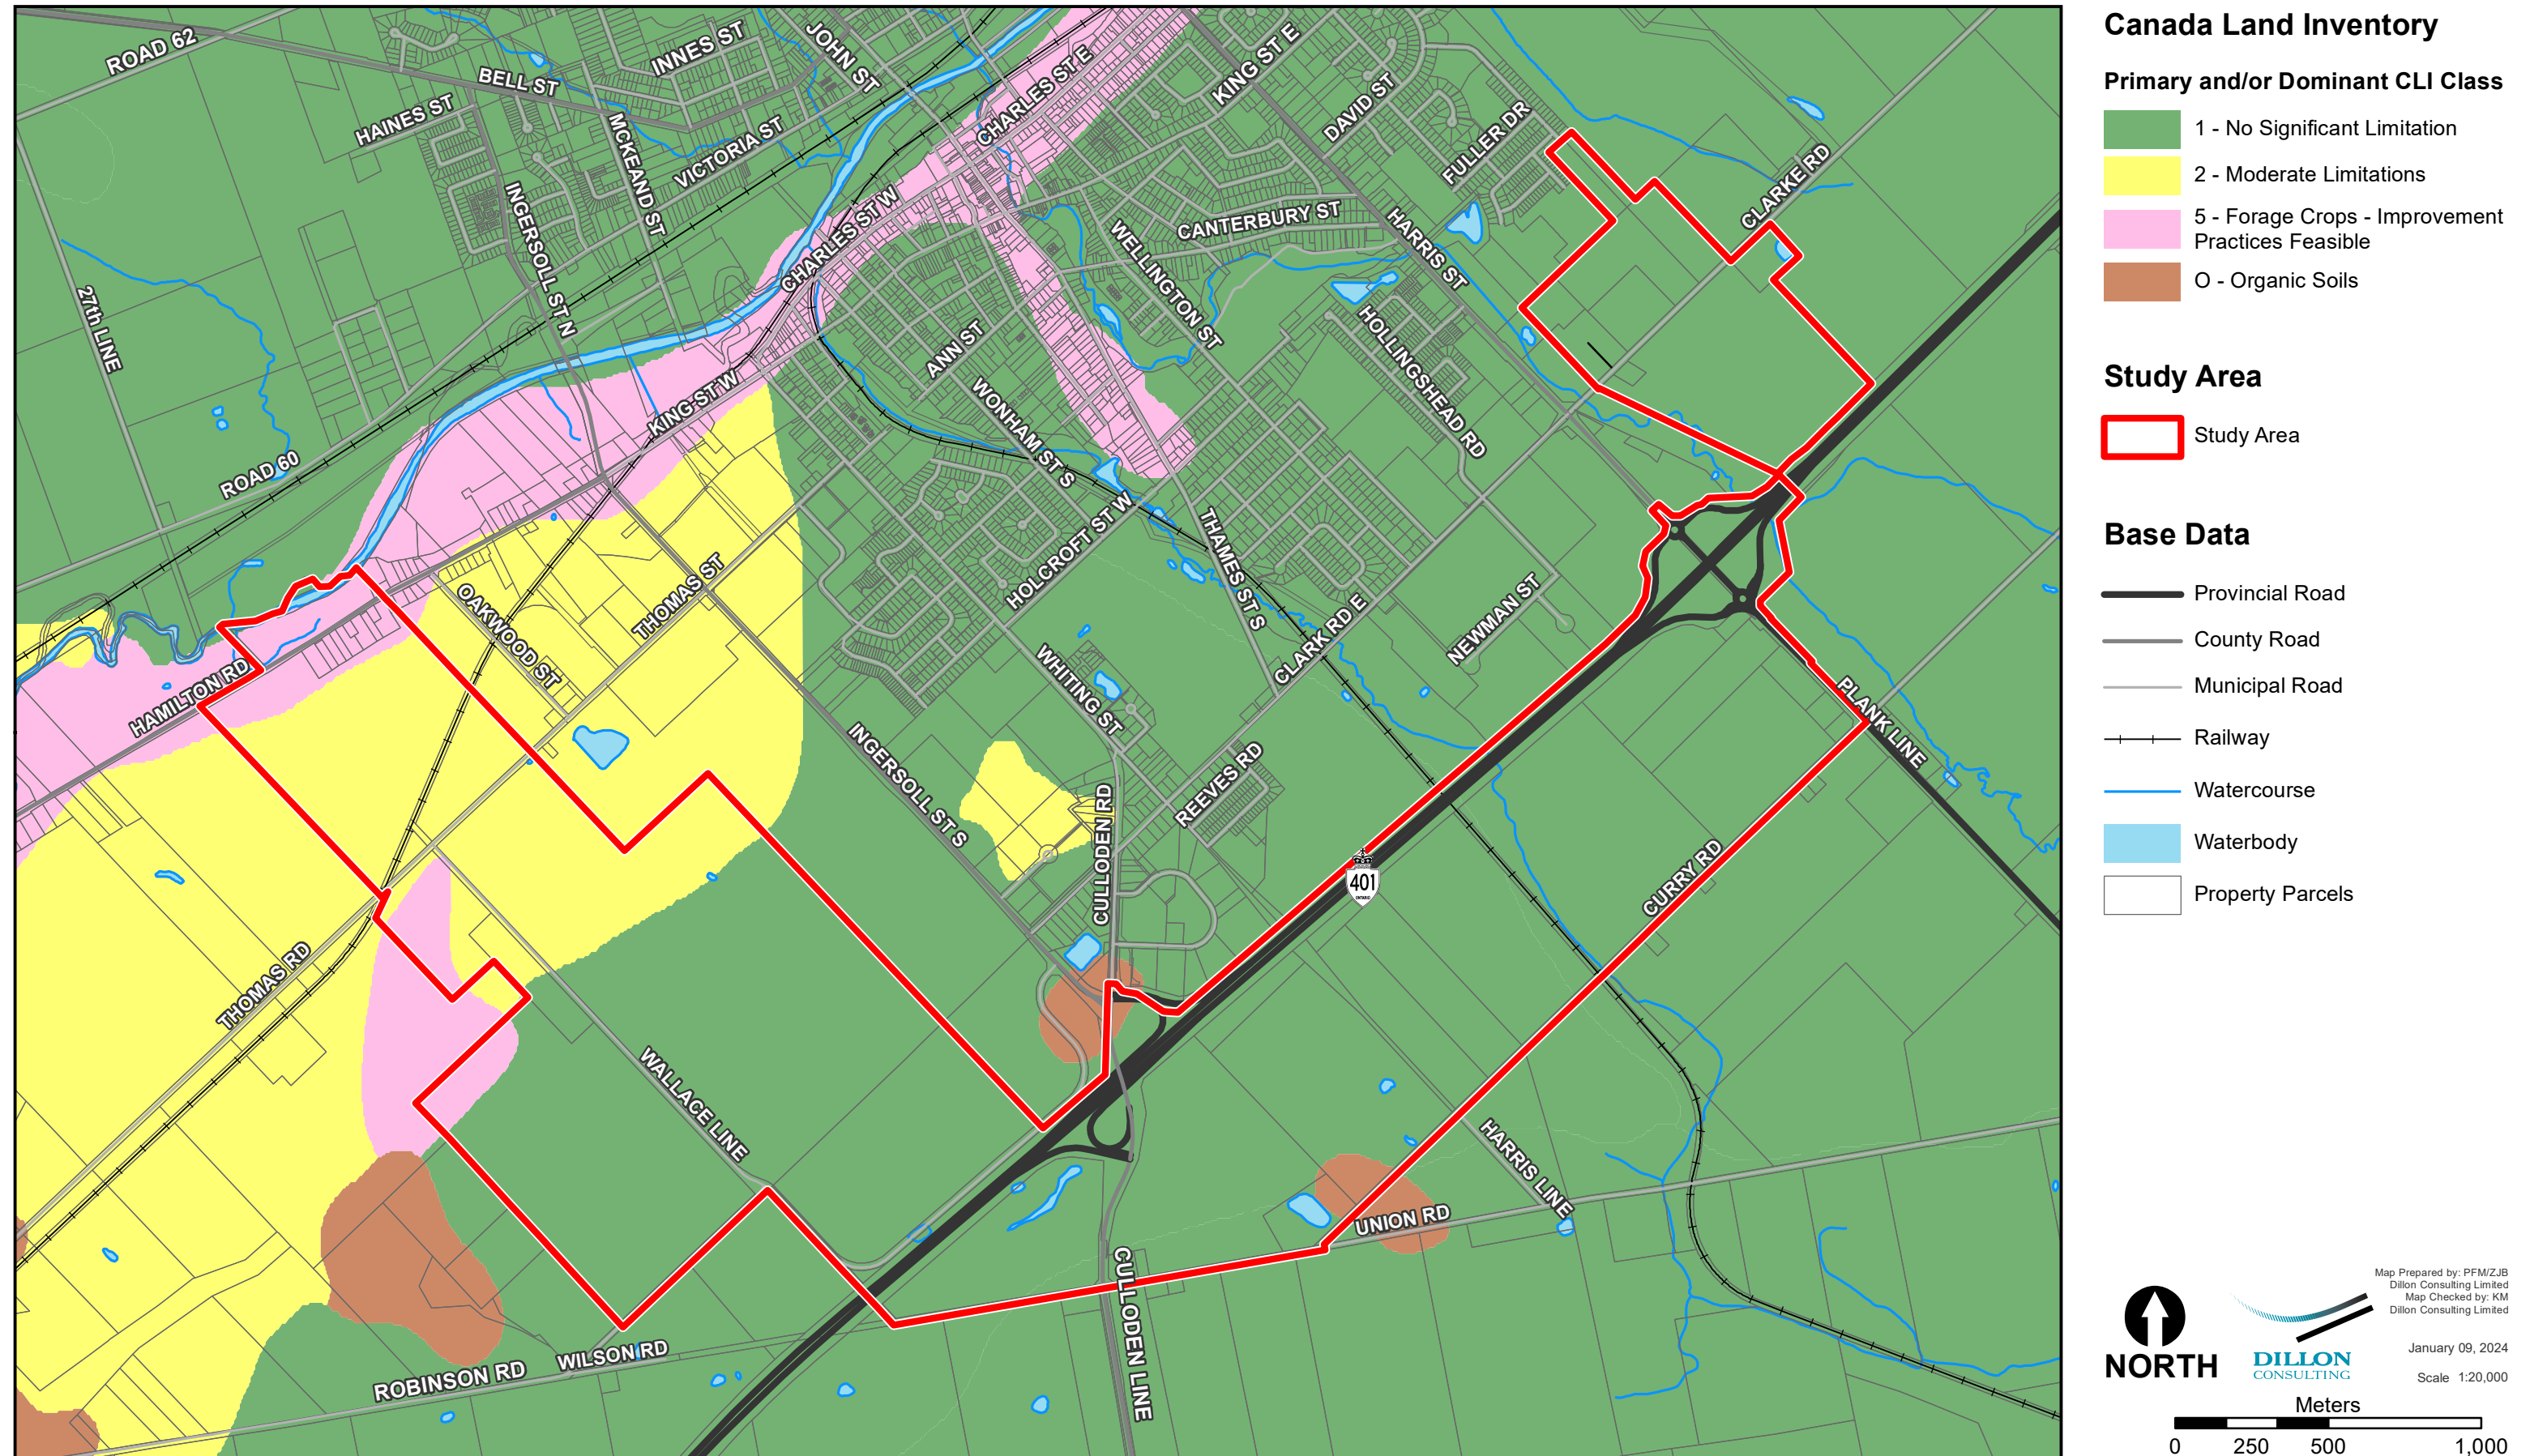 ROAD 62
BELL ST
INNES ST
JOHN ST
CHARLES ST E
KING ST E
DAVID ST
FULLER DR
CLARKE RD
HAINES ST
MCKEAND ST
VICTORIA ST
INGERSOLL ST N
27th LINE
CHARLES ST W
CANTERBURY ST
WELLINGTON ST
HARRIS ST
ANN ST
HOLLINGSHEAD RD
KING ST W
WONHAM ST S
ROAD 60
HOLCROFT ST W
THAMES ST S
OAKWOOD ST
THOMAS ST
CLARK RD E
NEWMAN ST
HAMILTON RD
WHITING ST
PLANK LINE
INGERSOLL ST S
REEVES RD
CULLODEN RD
401
ONTARIO
CURRY RD
THOMAS RD
WALLACE LINE
HARRIS LINE
UNION RD
CULLODEN LINE
WILSON RD
ROBINSON RD
Canada Land Inventory
Primary and/or Dominant CLI Class
1 - No Significant Limitation
2 - Moderate Limitations
5 - Forage Crops - Improvement
Practices Feasible
O - Organic Soils
Study Area
Study Area
Base Data
Provincial Road
County Road
Municipal Road
Railway
Watercourse
Waterbody
Property Parcels
Map Prepared by: PFM/ZJB
Dillon Consulting Limited
Map Checked by: KM
Dillon Consulting Limited
January 09, 2024
Scale 1:20,000
NORTH
DILLON
CONSULTING
Meters
0 250 500 1,000